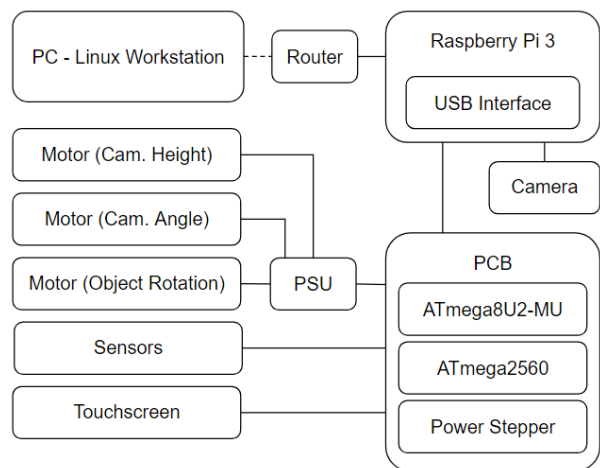 PC - Linux Workstation
Router
Raspberry Pi 3
USB Interface
Motor (Cam. Height)
Camera
Motor (Cam. Angle)
Motor (Object Rotation)
PSU
PCB
ATmega8U2-MU
Sensors
ATmega2560
Touchscreen
Power Stepper